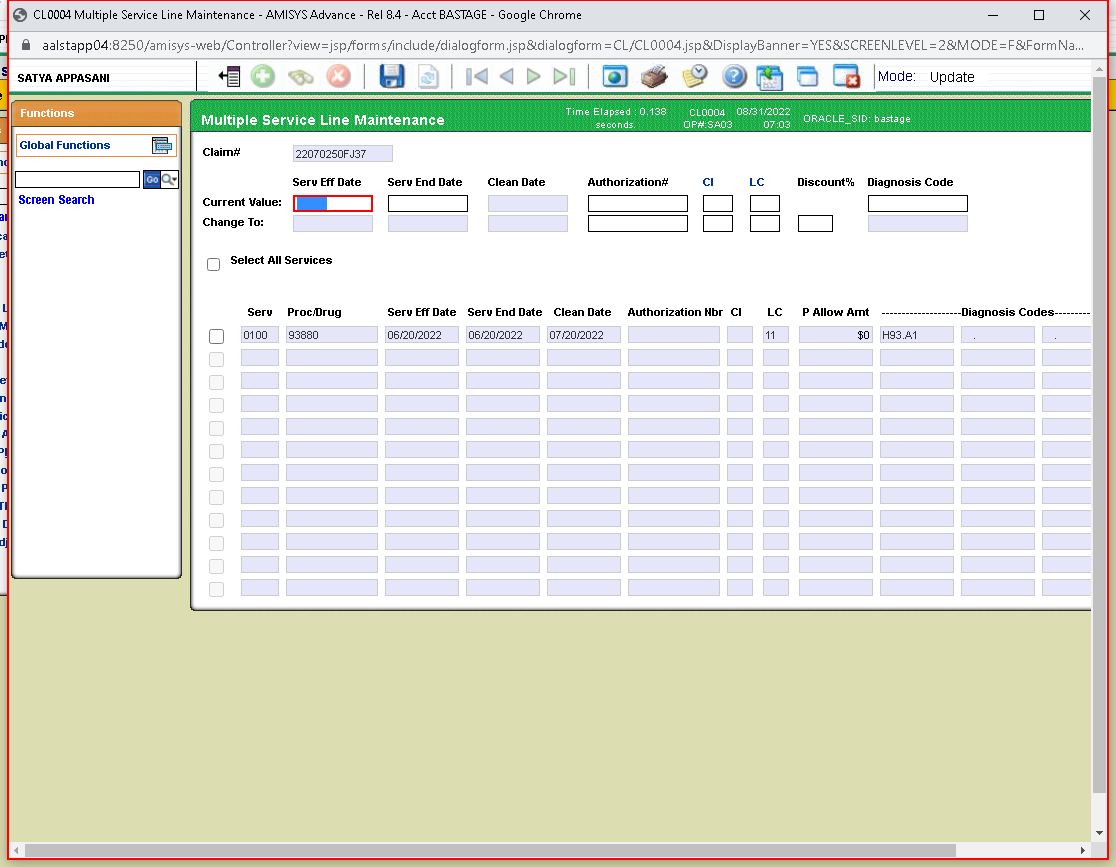 CL0004 Multiple Service Line Maintenance - AMISYS Advance - Rel 8.4 - Acct BASTAGE - Google Chrome
aalstapp04:8250/amisys-web/Controller?view=jsp/forms/include/dialogform.jsp&dialogform=CL/CL0004.jsp&DisplayBanner=YES&SCREENLEVEL=2&MODE=F&FormNa...
SATYA APPASANI
Mode: Update
Functions
Global Functions
Go
Screen Search
Multiple Service Line Maintenance
Time Elapsed : 0.138 seconds.
CL0004 08/31/2022
OP#:SA03 07:03
ORACLE_SID: bastage
Claim# 22070250FJ37
Serv Eff Date Serv End Date Clean Date Authorization# CI LC Discount% Diagnosis Code
Current Value:
Change To:
Select All Services
Serv Proc/Drug Serv Eff Date Serv End Date Clean Date Authorization Nbr CI LC P Allow Amt --------------------Diagnosis Codes---------
0100 93880 06/20/2022 06/20/2022 07/20/2022 11 $0 H93.A1 . .